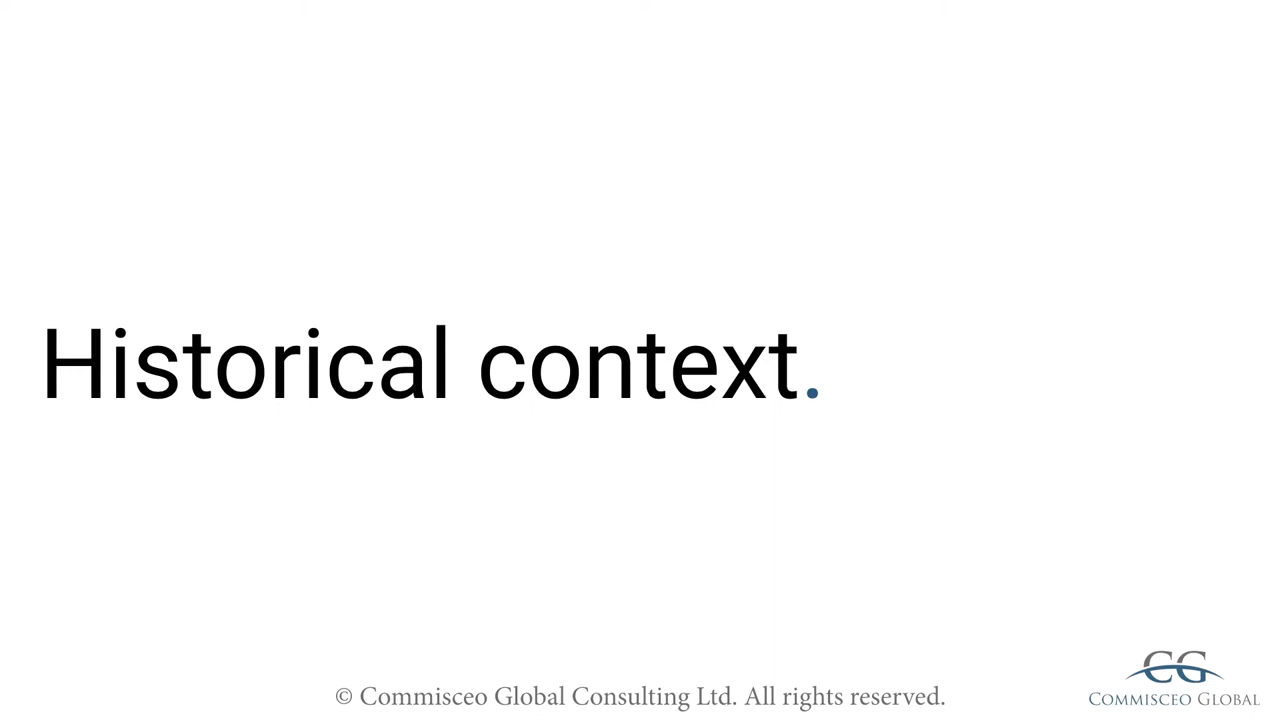 Historical context.
© Commisceo Global Consulting Ltd. All rights reserved.
CG
COMMISCEO GLOBAL